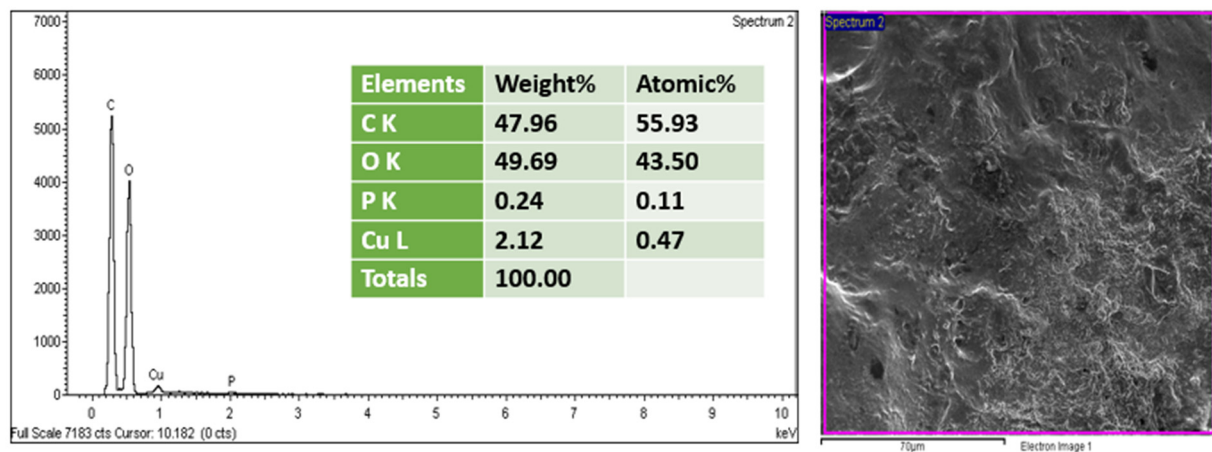 7000
Spectrum 2
6000
5000
4000
3000
2000
1000
0
C
O
Cu
P
Elements Weight% Atomic%
C K 47.96 55.93
O K 49.69 43.50
P K 0.24 0.11
Cu L 2.12 0.47
Totals 100.00
0 1 2 3 4 5 6 7 8 9 10
Full Scale 7183 cts Cursor: 10.182 (0 cts) keV
Spectrum 2
70µm Electron Image 1